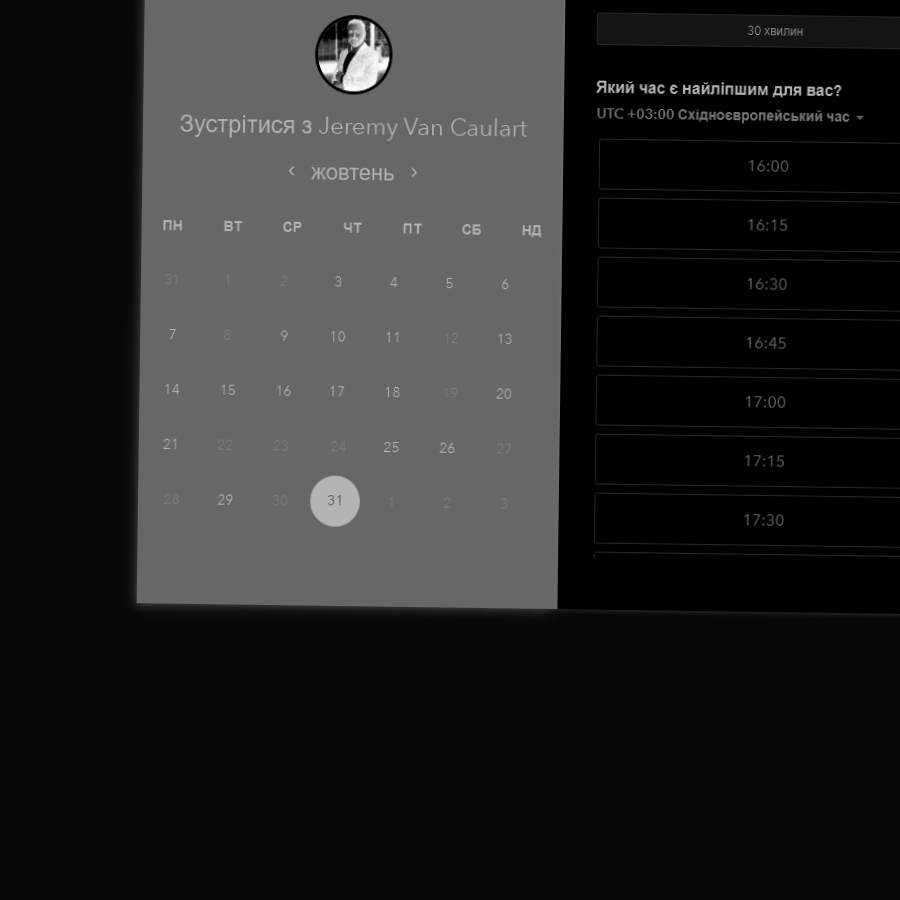 Зустрітися з Jeremy Van Caulart
жовтень
ПН ВТ СР ЧТ ПТ СБ НД
31 1 2 3 4 5 6
7 8 9 10 11 12 13
14 15 16 17 18 19 20
21 22 23 24 25 26 27
28 29 30 31 1 2 3
30 хвилин
Який час є найліпшим для вас?
UTC +03:00 Східноєвропейський час
16:00
16:15
16:30
16:45
17:00
17:15
17:30